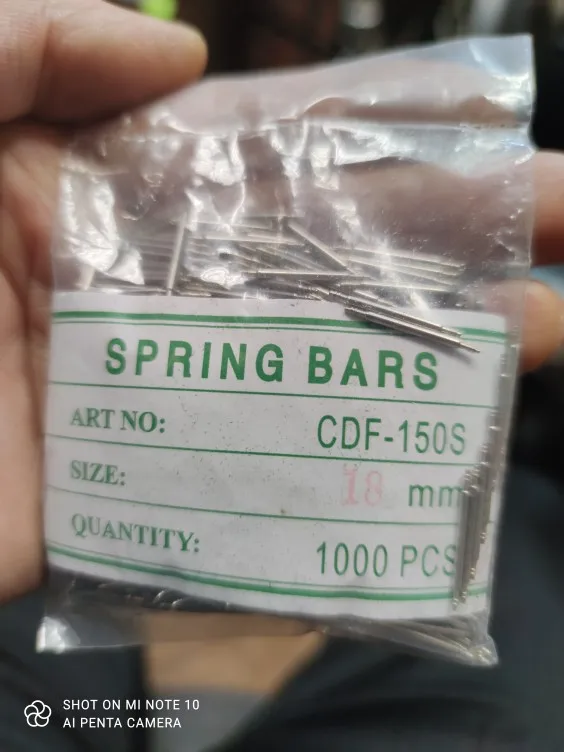 SPRING BARS
ART NO: CDF-150S
SIZE: 18 mm
QUANTITY: 1000 PCS
SHOT ON MI NOTE 10
AI PENTA CAMERA